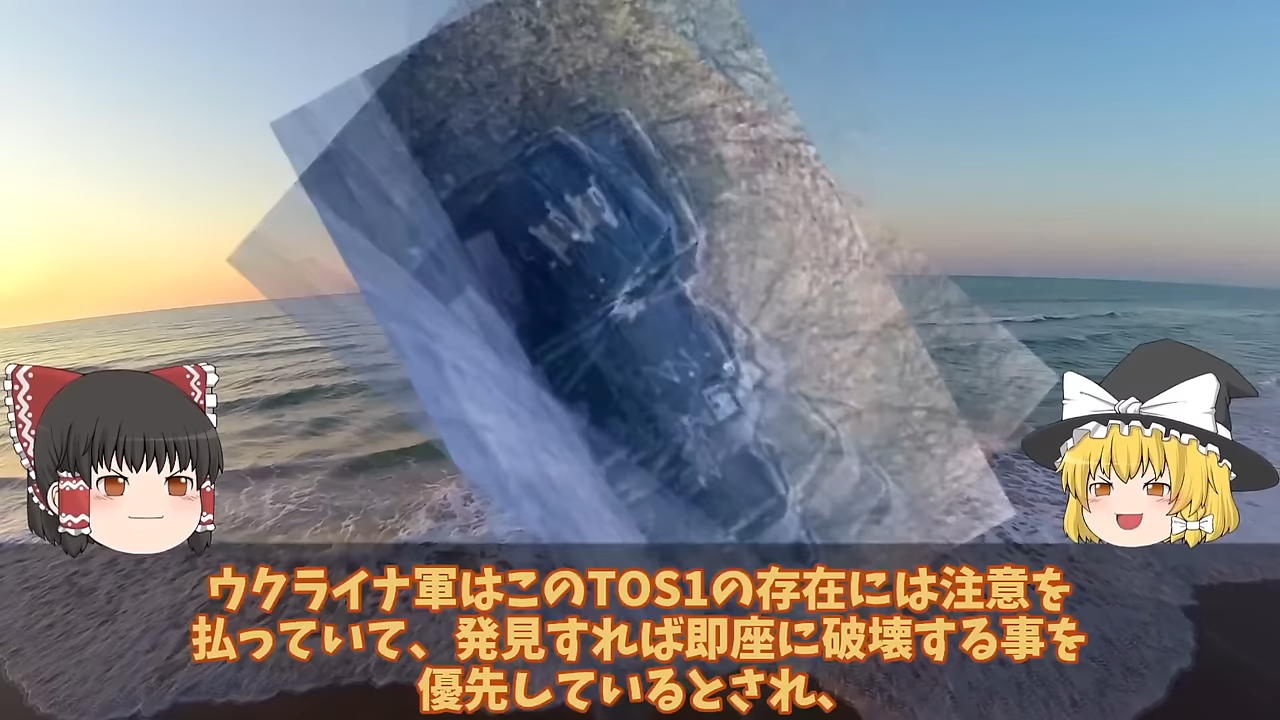 ウクライナ軍はこのTOS1の存在には注意を
払っていて、発見すれば即座に破壊する事を
優先しているとされ、